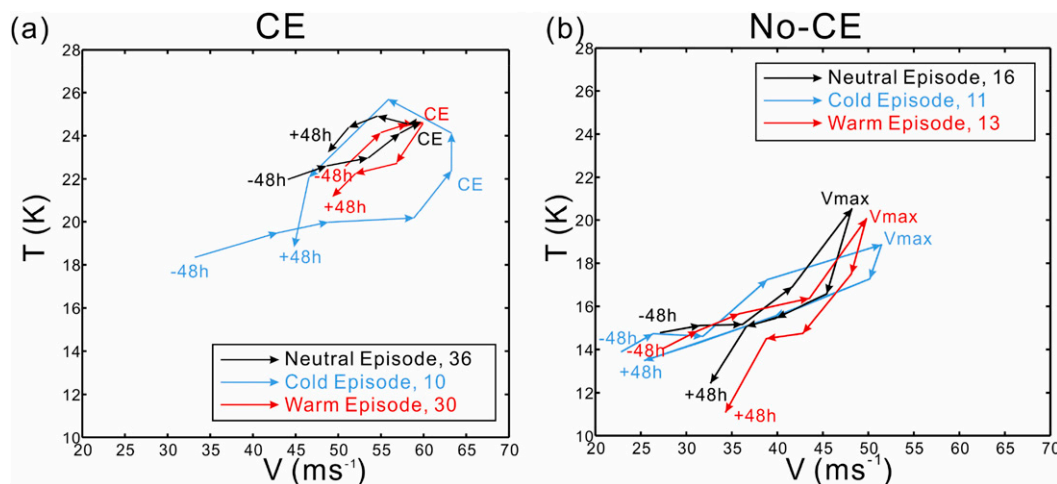 (a)
CE
28
26
24
22
20
18
16
14
12
10
T (K)
CE
CE
CE
+48h
-48h
-48h
+48h
-48h
+48h
Neutral Episode, 36
Cold Episode, 10
Warm Episode, 30
20 25 30 35 40 45 50 55 60 65 70
V (ms⁻¹)
(b)
No-CE
28
26
24
22
20
18
16
14
12
10
T (K)
Neutral Episode, 16
Cold Episode, 11
Warm Episode, 13
Vmax
Vmax
Vmax
-48h
-48h
-48h
+48h
+48h
+48h
20 25 30 35 40 45 50 55 60 65 70
V (ms⁻¹)